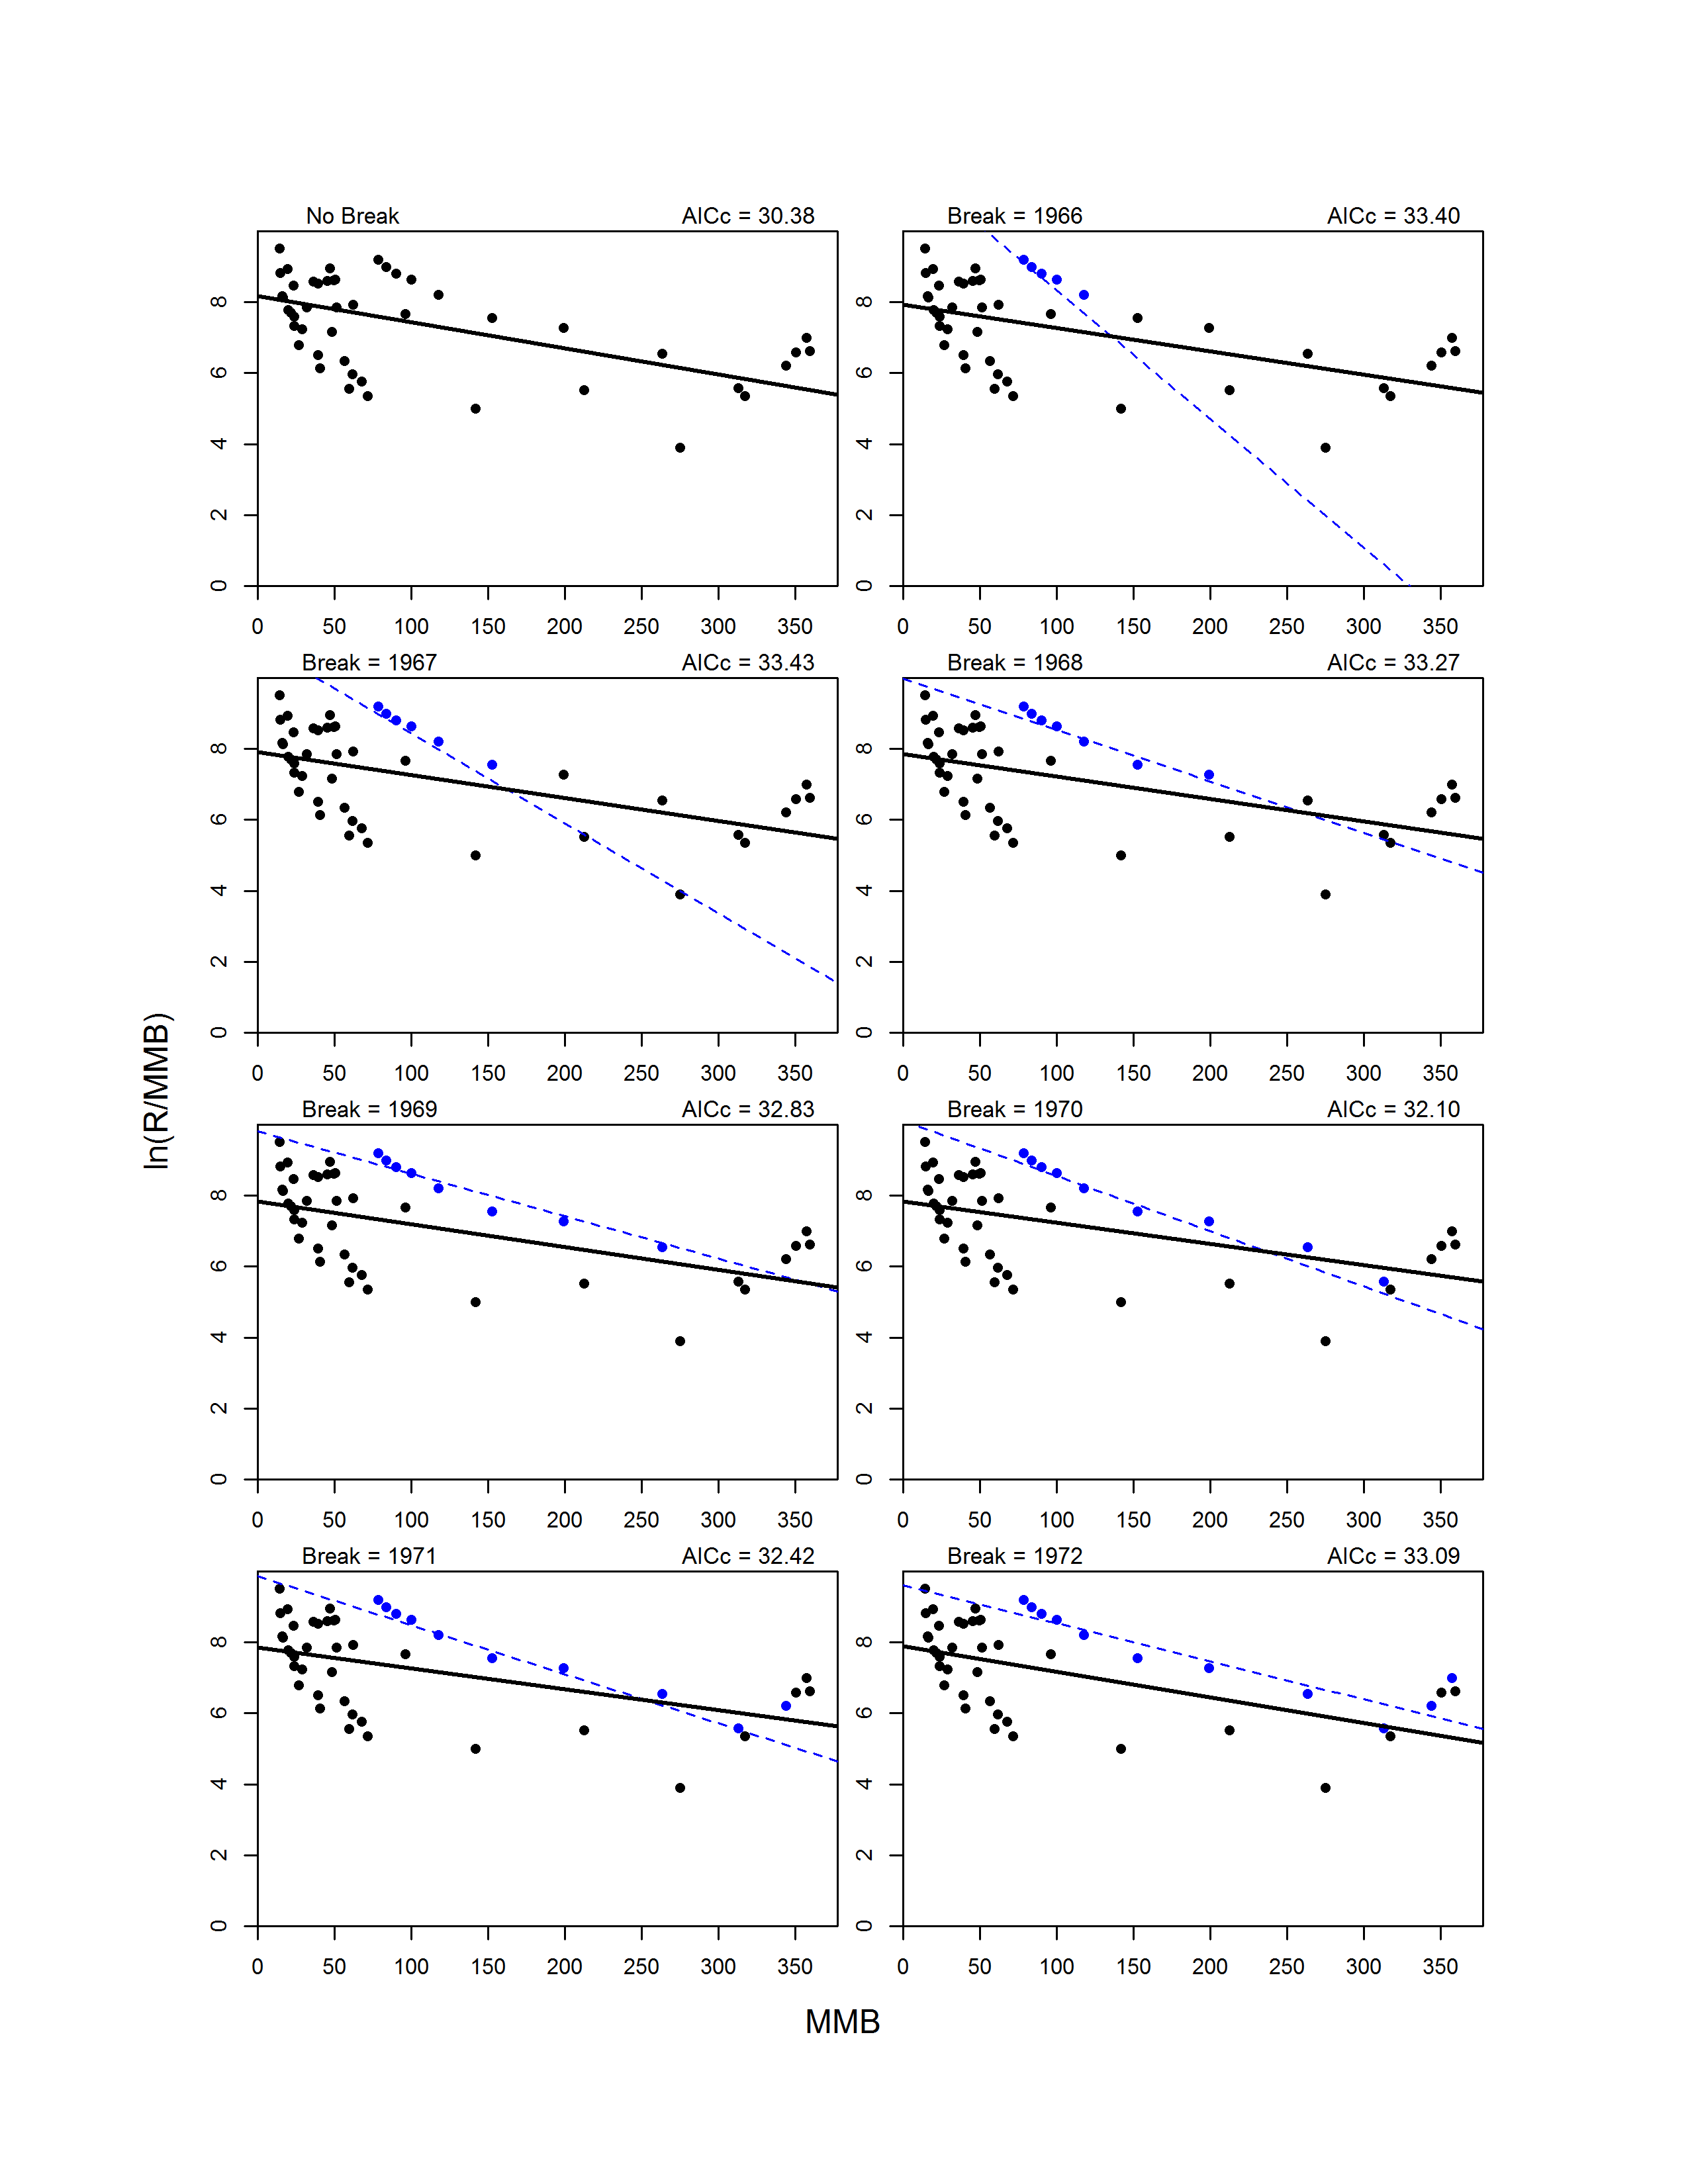 No Break AICc = 30.38
8
6
4
2
0
0 50 100 150 200 250 300 350
Break = 1966 AICc = 33.40
8
6
4
2
0
0 50 100 150 200 250 300 350
Break = 1967 AICc = 33.43
8
6
4
2
0
0 50 100 150 200 250 300 350
Break = 1968 AICc = 33.27
8
6
4
2
0
0 50 100 150 200 250 300 350
Break = 1969 AICc = 32.83
8
6
4
2
0
0 50 100 150 200 250 300 350
Break = 1970 AICc = 32.10
8
6
4
2
0
0 50 100 150 200 250 300 350
Break = 1971 AICc = 32.42
8
6
4
2
0
0 50 100 150 200 250 300 350
Break = 1972 AICc = 33.09
8
6
4
2
0
0 50 100 150 200 250 300 350
ln(R/MMB)
MMB